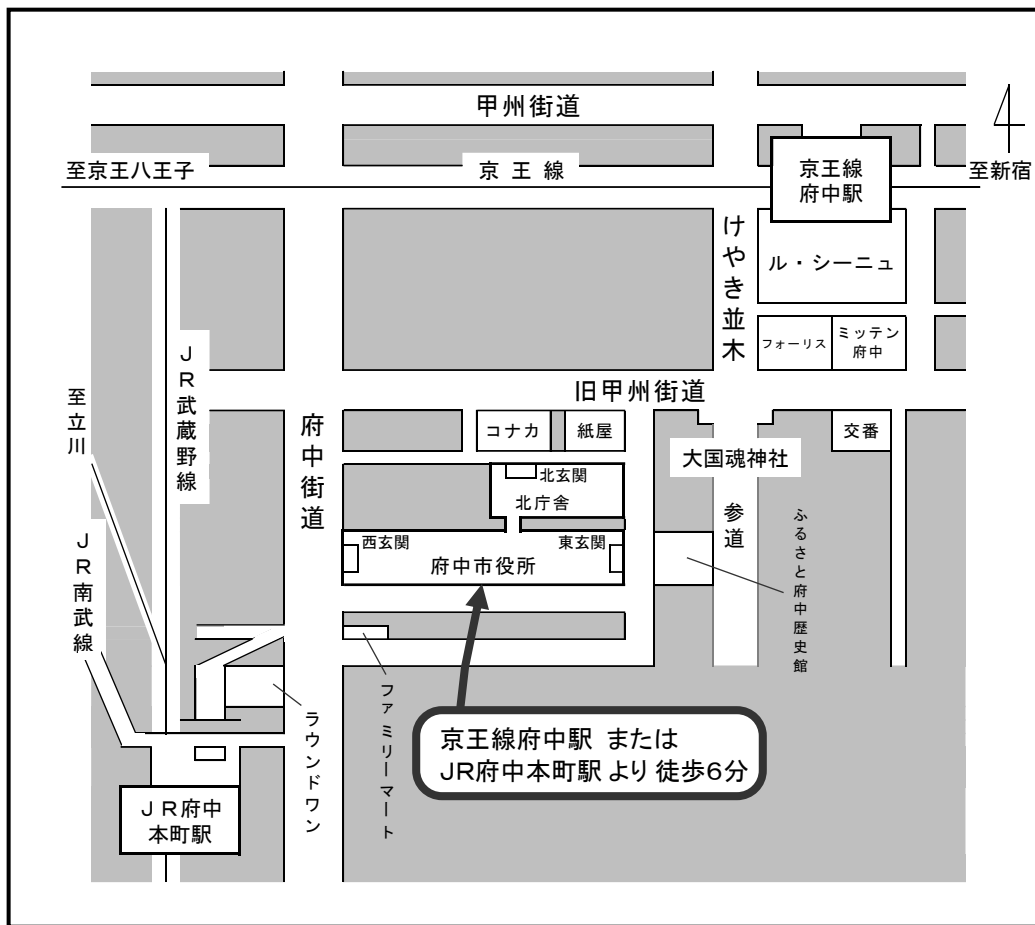 甲州街道
至京王八王子
京王線
京王線
府中駅
至新宿
けやき並木
ル・シーニュ
フォーリス
ミッテン
府中
旧甲州街道
JR武蔵野線
至立川
JR南武線
府中街道
コナカ
紙屋
交番
大国魂神社
参道
北玄関
北庁舎
西玄関
東玄関
府中市役所
ふるさと府中歴史館
ファミリーマート
ラウンドワン
京王線府中駅 または
JR府中本町駅 より 徒歩6分
JR府中
本町駅